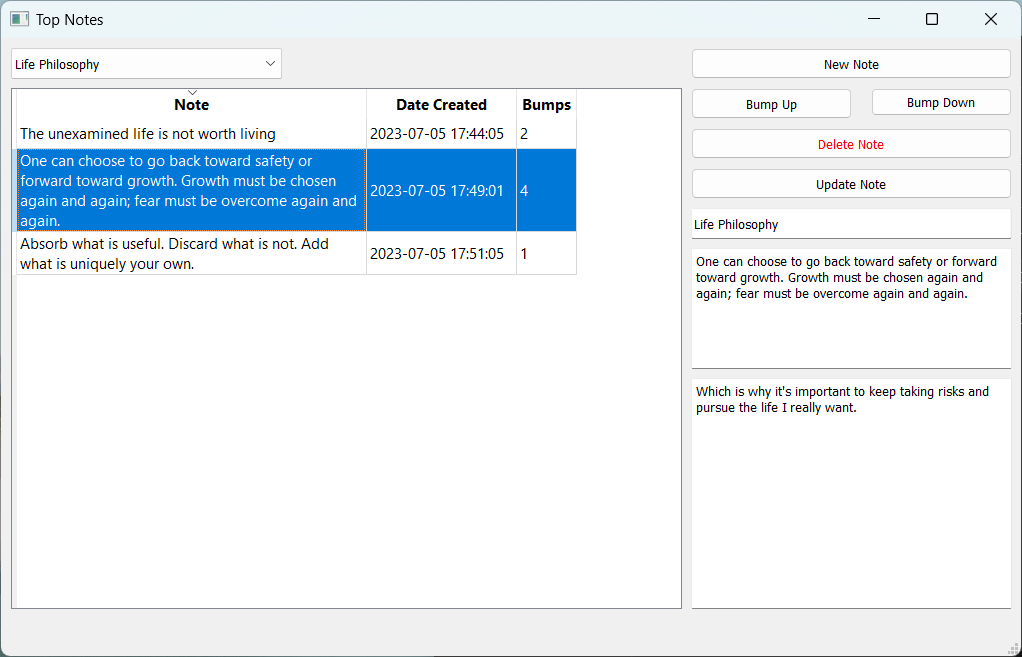 Top Notes
Life Philosophy
Note Date Created Bumps
The unexamined life is not worth living 2023-07-05 17:44:05 2
One can choose to go back toward safety or
forward toward growth. Growth must be chosen
again and again; fear must be overcome again and
again.
2023-07-05 17:49:01 4
Absorb what is useful. Discard what is not. Add
what is uniquely your own.
2023-07-05 17:51:05 1
New Note
Bump Up Bump Down
Delete Note
Update Note
Life Philosophy
One can choose to go back toward safety or forward
toward growth. Growth must be chosen again and
again; fear must be overcome again and again.
Which is why it's important to keep taking risks and
pursue the life I really want.